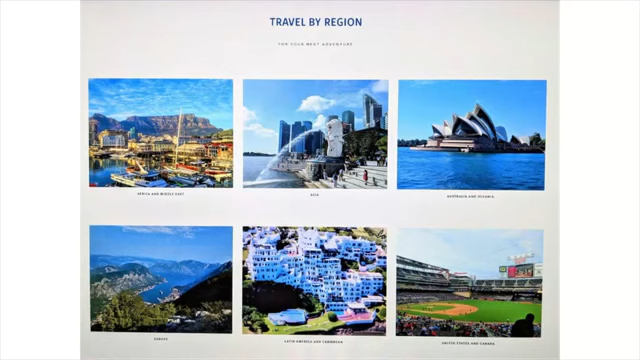 TRAVEL BY REGION
FOR YOUR NEXT ADVENTURE
AFRICA AND MIDDLE EAST
ASIA
AUSTRALIA AND OCEANIA
EUROPE
LATIN AMERICA AND CARIBBEAN
UNITED STATES AND CANADA